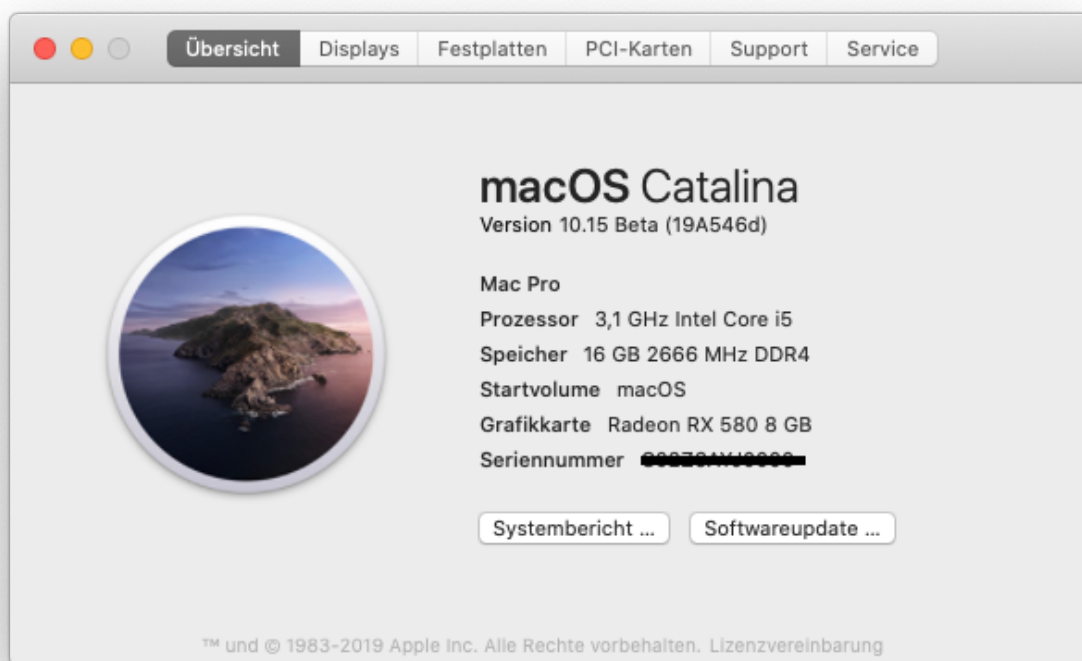 Übersicht Displays Festplatten PCI-Karten Support Service
macOS Catalina
Version 10.15 Beta (19A546d)
Mac Pro
Prozessor 3,1 GHz Intel Core i5
Speicher 16 GB 2666 MHz DDR4
Startvolume macOS
Grafikkarte Radeon RX 580 8 GB
Seriennummer
Systembericht ... Softwareupdate ...
™ und © 1983-2019 Apple Inc. Alle Rechte vorbehalten. Lizenzvereinbarung